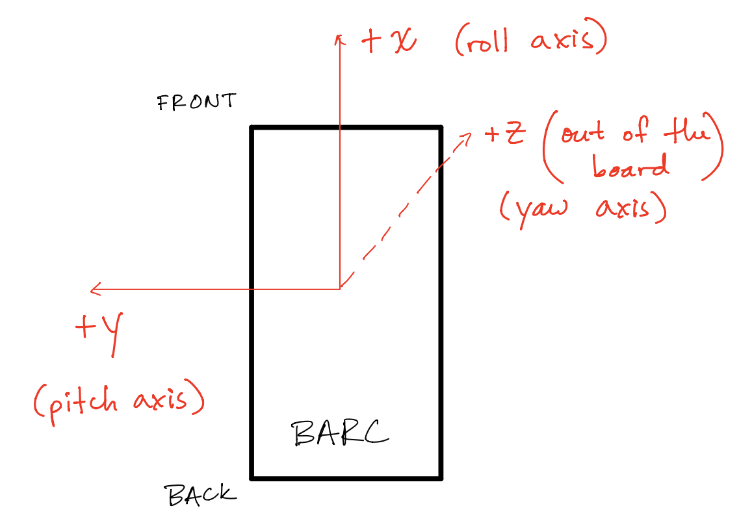 +x (roll axis)
FRONT
+z (out of the
board)
(yaw axis)
+y
(pitch axis)
BARC
BACK